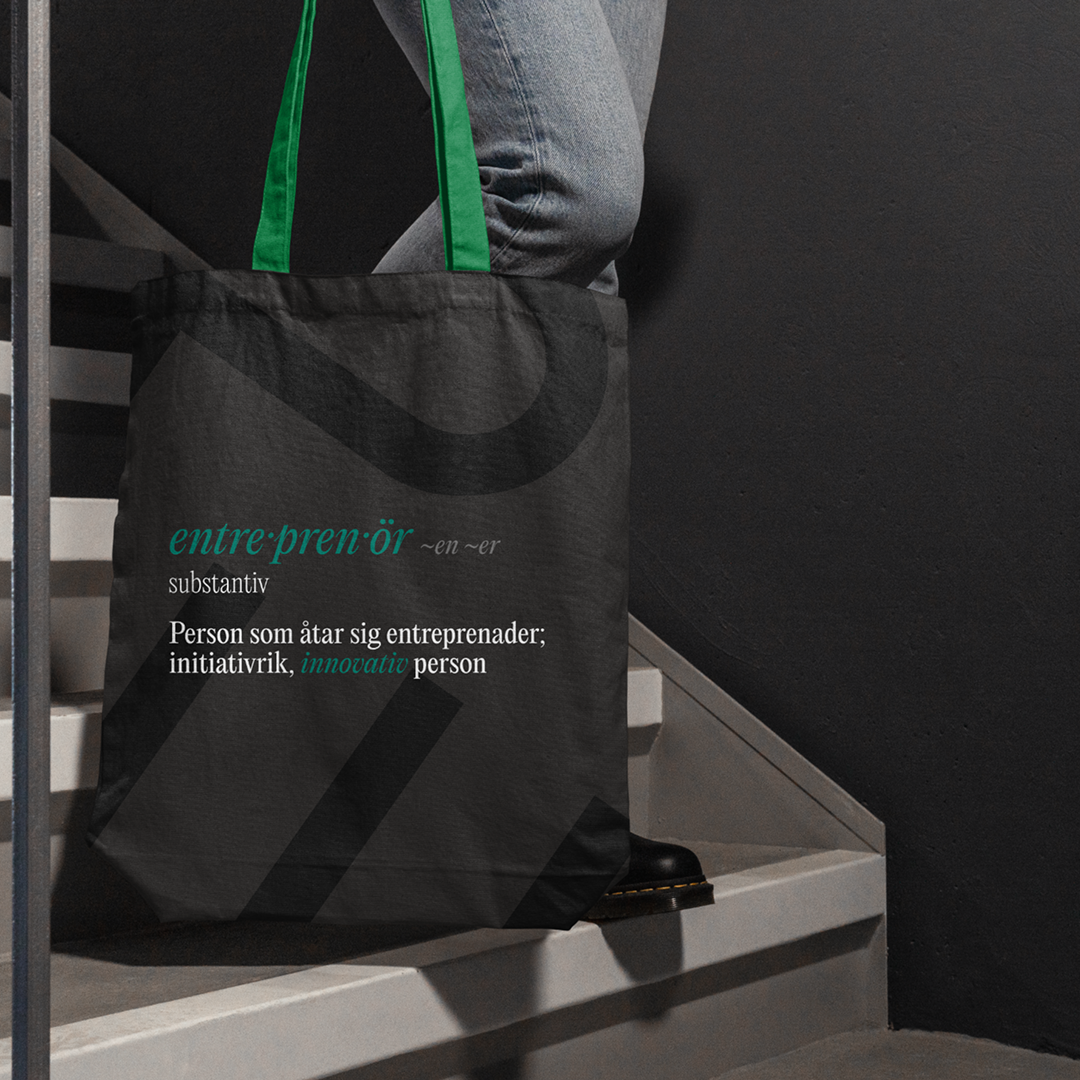 entre·pren·ör ~en ~er
substantiv
Person som åtar sig entreprenader;
initiativrik, innovativ person